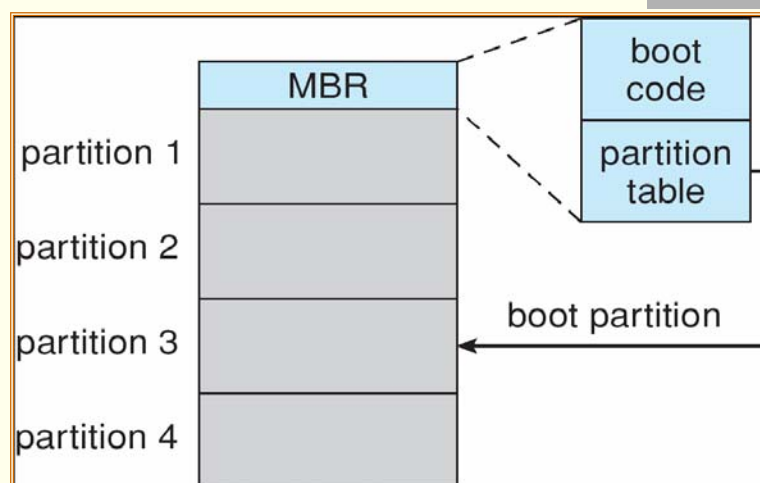 MBR
boot
code
partition
table
partition 1
partition 2
boot partition
partition 3
partition 4